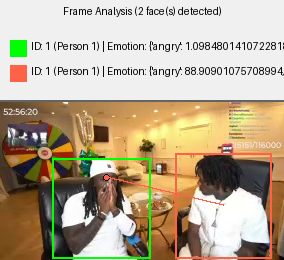 Frame Analysis (2 face(s) detected)
ID: 1 (Person 1) | Emotion: {'angry': 1.0984801410722818
ID: 1 (Person 1) | Emotion: {'angry': 88.90901075708994,
52:56:20
/116000